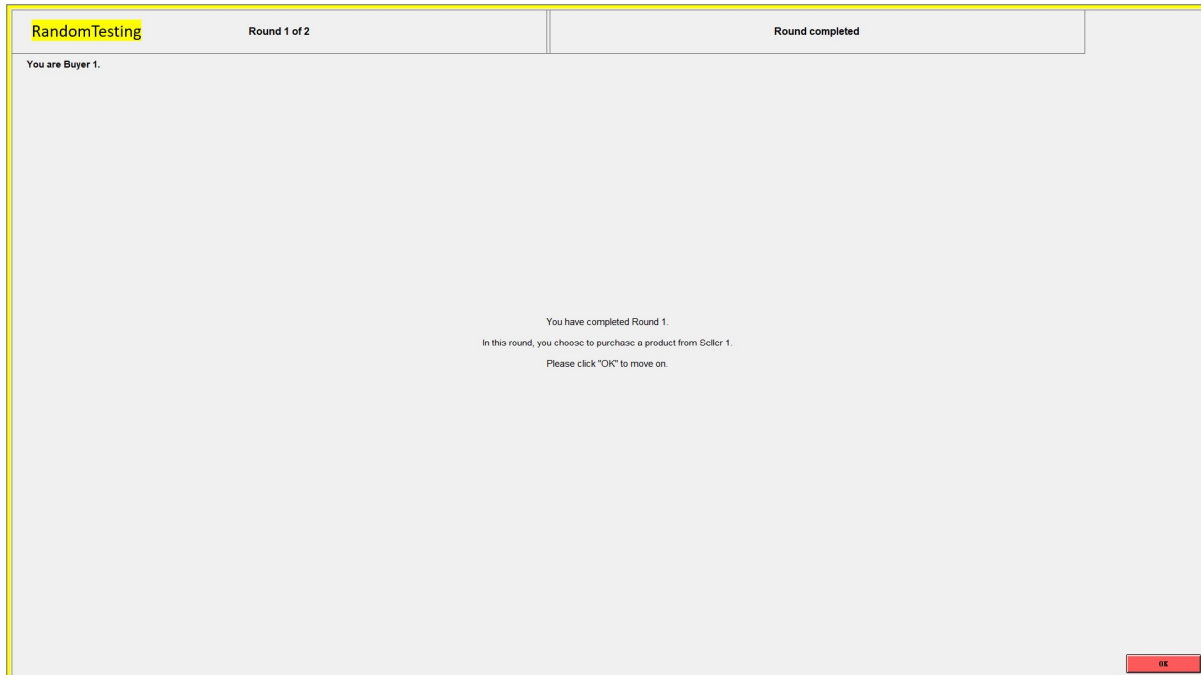 RandomTesting
Round 1 of 2
Round completed
You are Buyer 1.
You have completed Round 1.
In this round, you choose to purchase a product from Seller 1.
Please click "OK" to move on.
OK